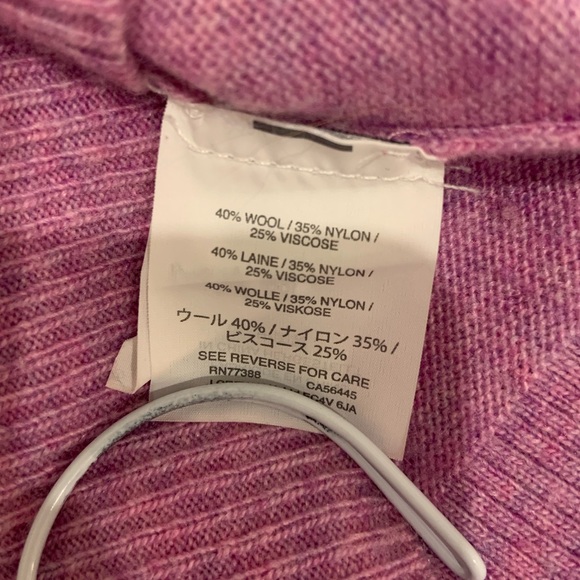 40% WOOL / 35% NYLON /
25% VISCOSE
40% LAINE / 35% NYLON /
25% VISCOSE
40% WOLLE / 35% NYLON /
25% VISKOSE
ウール 40% / ナイロン 35% /
ビスコース 25%
SEE REVERSE FOR CARE
RN77388 CA56445
EC4V 6JA